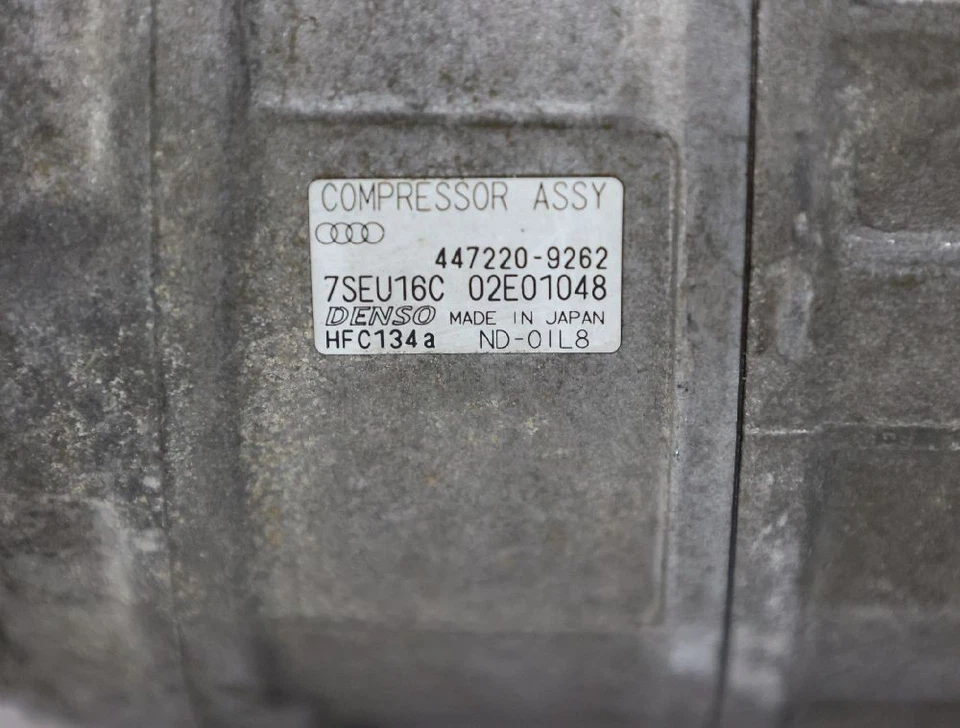 COMPRESSOR ASSY
447220-9262
7SEU16C 02E01048
DENSO MADE IN JAPAN
HFC134a ND-OIL8